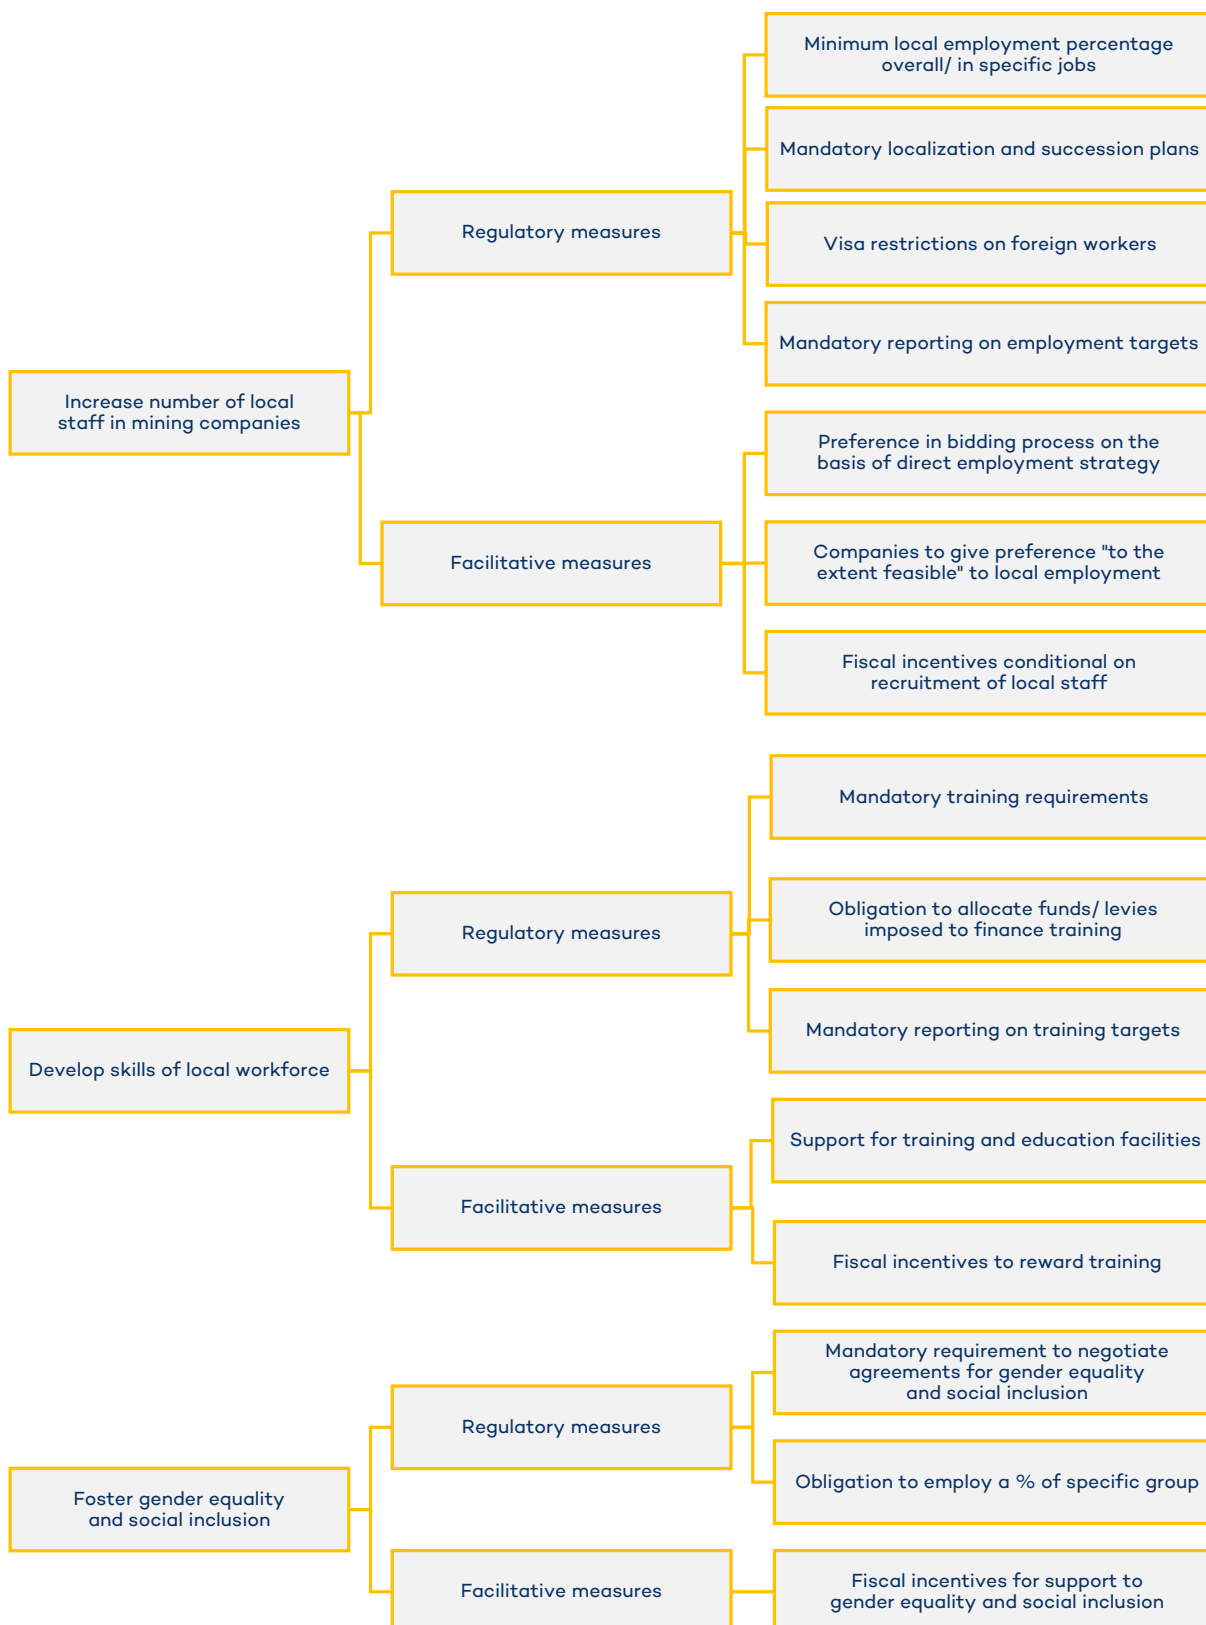 Increase number of local
staff in mining companies
Regulatory measures
Minimum local employment percentage
overall/ in specific jobs
Mandatory localization and succession plans
Visa restrictions on foreign workers
Mandatory reporting on employment targets
Facilitative measures
Preference in bidding process on the
basis of direct employment strategy
Companies to give preference "to the
extent feasible" to local employment
Fiscal incentives conditional on
recruitment of local staff
Develop skills of local workforce
Regulatory measures
Mandatory training requirements
Obligation to allocate funds/ levies
imposed to finance training
Mandatory reporting on training targets
Facilitative measures
Support for training and education facilities
Fiscal incentives to reward training
Foster gender equality
and social inclusion
Regulatory measures
Mandatory requirement to negotiate
agreements for gender equality
and social inclusion
Obligation to employ a % of specific group
Facilitative measures
Fiscal incentives for support to
gender equality and social inclusion